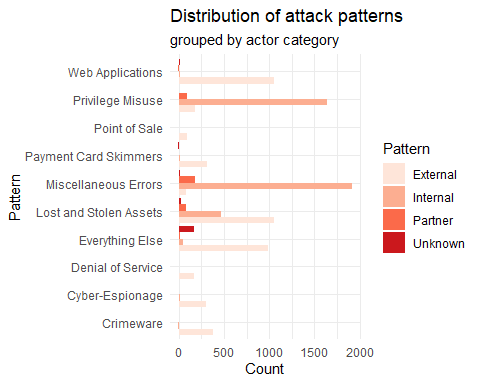 Distribution of attack patterns
grouped by actor category
Web Applications
Privilege Misuse
Point of Sale
Payment Card Skimmers
Miscellaneous Errors
Lost and Stolen Assets
Everything Else
Denial of Service
Cyber-Espionage
Crimeware
Pattern
0 500 1000 1500 2000
Count
Pattern
External
Internal
Partner
Unknown